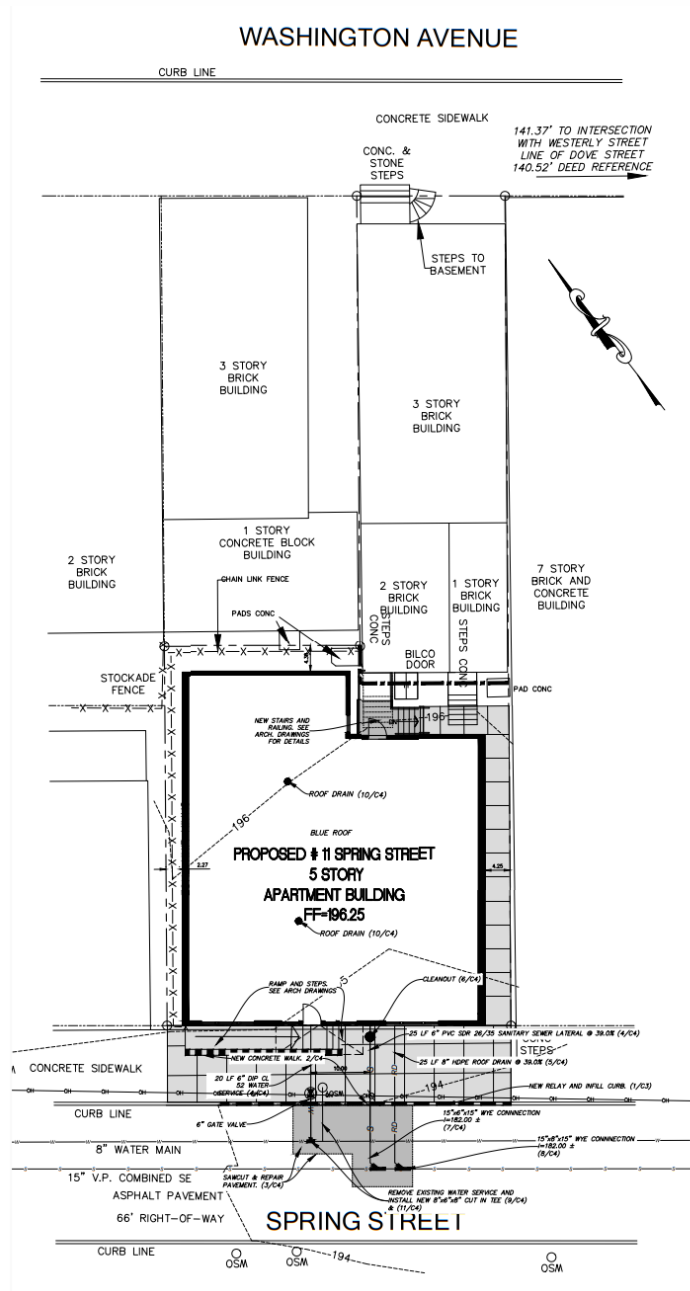 WASHINGTON AVENUE
CURB LINE
CONCRETE SIDEWALK
141.37' TO INTERSECTION
WITH WESTERLY STREET
LINE OF DOVE STREET
140.52' DEED REFERENCE
CONC. &
STONE
STEPS
STEPS TO
BASEMENT
3 STORY
BRICK
BUILDING
3 STORY
BRICK
BUILDING
1 STORY
CONCRETE BLOCK
BUILDING
2 STORY
BRICK
BUILDING
CHAIN LINK FENCE
PADS CONC
2 STORY
BRICK
BUILDING
1 STORY
BRICK
BUILDING
7 STORY
BRICK AND
CONCRETE
BUILDING
STEPS
CONC
STEPS CONC
BILCO
DOOR
PAD CONC
STOCKADE
FENCE
NEW STAIRS AND
RAILING. SEE
ARCH. DRAWINGS
FOR DETAILS
196
ROOF DRAIN (10/C4)
196
BLUE ROOF
PROPOSED # 11 SPRING STREET
5 STORY
APARTMENT BUILDING
FF=196.25
2.37
4.25
ROOF DRAIN (10/C4)
RAMP AND STEPS.
SEE ARCH DRAWINGS
CLEANOUT (6/C4)
25 LF 6" PVC SDR 26/35 SANITARY SEWER LATERAL @ 39.0% (4/C4)
CONC
STEPS
NEW CONCRETE WALK. 2/C4
25 LF 8" HDPE ROOF DRAIN @ 39.0% (5/C4)
CONCRETE SIDEWALK
10.00
20 LF 6" DIP CL
52 WATER
SERVICE (4/C4)
OSM
194
NEW RELAY AND INFILL CURB. (1/C3)
CURB LINE
6" GATE VALVE
15"x6"x15" WYE CONNNECTION
I=182.00 ±
(7/C4)
8" WATER MAIN
15"x8"x15" WYE CONNNECTION
I=182.00 ±
(8/C4)
15" V.P. COMBINED SE
SAWCUT & REPAIR
PAVEMENT. (3/C4)
ASPHALT PAVEMENT
REMOVE EXISTING WATER SERVICE AND
INSTALL NEW 8"x6"x8" CUT IN TEE (9/C4)
& (11/C4)
66' RIGHT-OF-WAY
SPRING STREET
CURB LINE
OSM
OSM
194
OSM